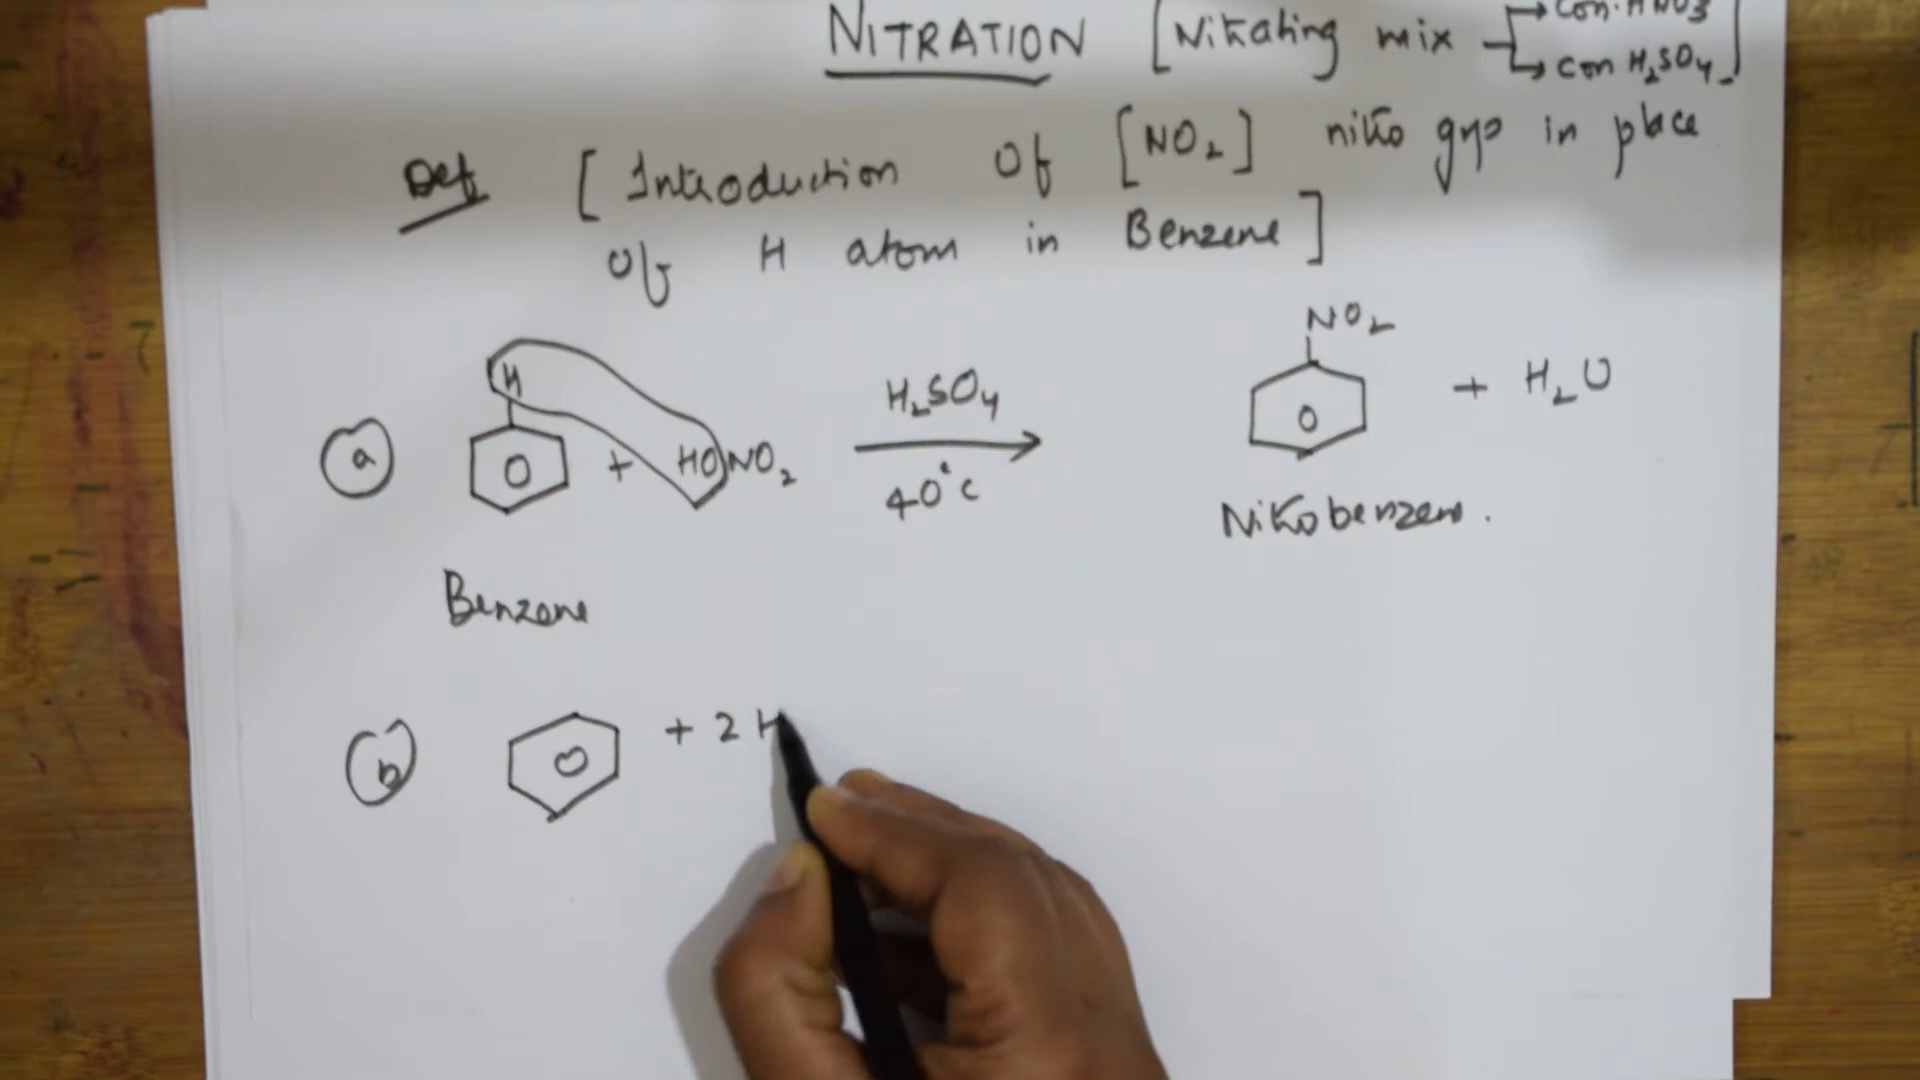 NITRATION [Nitrating mix → con. HNO3
→ con H2SO4]
Def [Introduction of [NO2] nitro grp in place
of H atom in Benzene]
NO2
H
H2SO4
+ H2O
a + HONO2
40°C
Nitrobenzene.
Benzene
b + 2 H